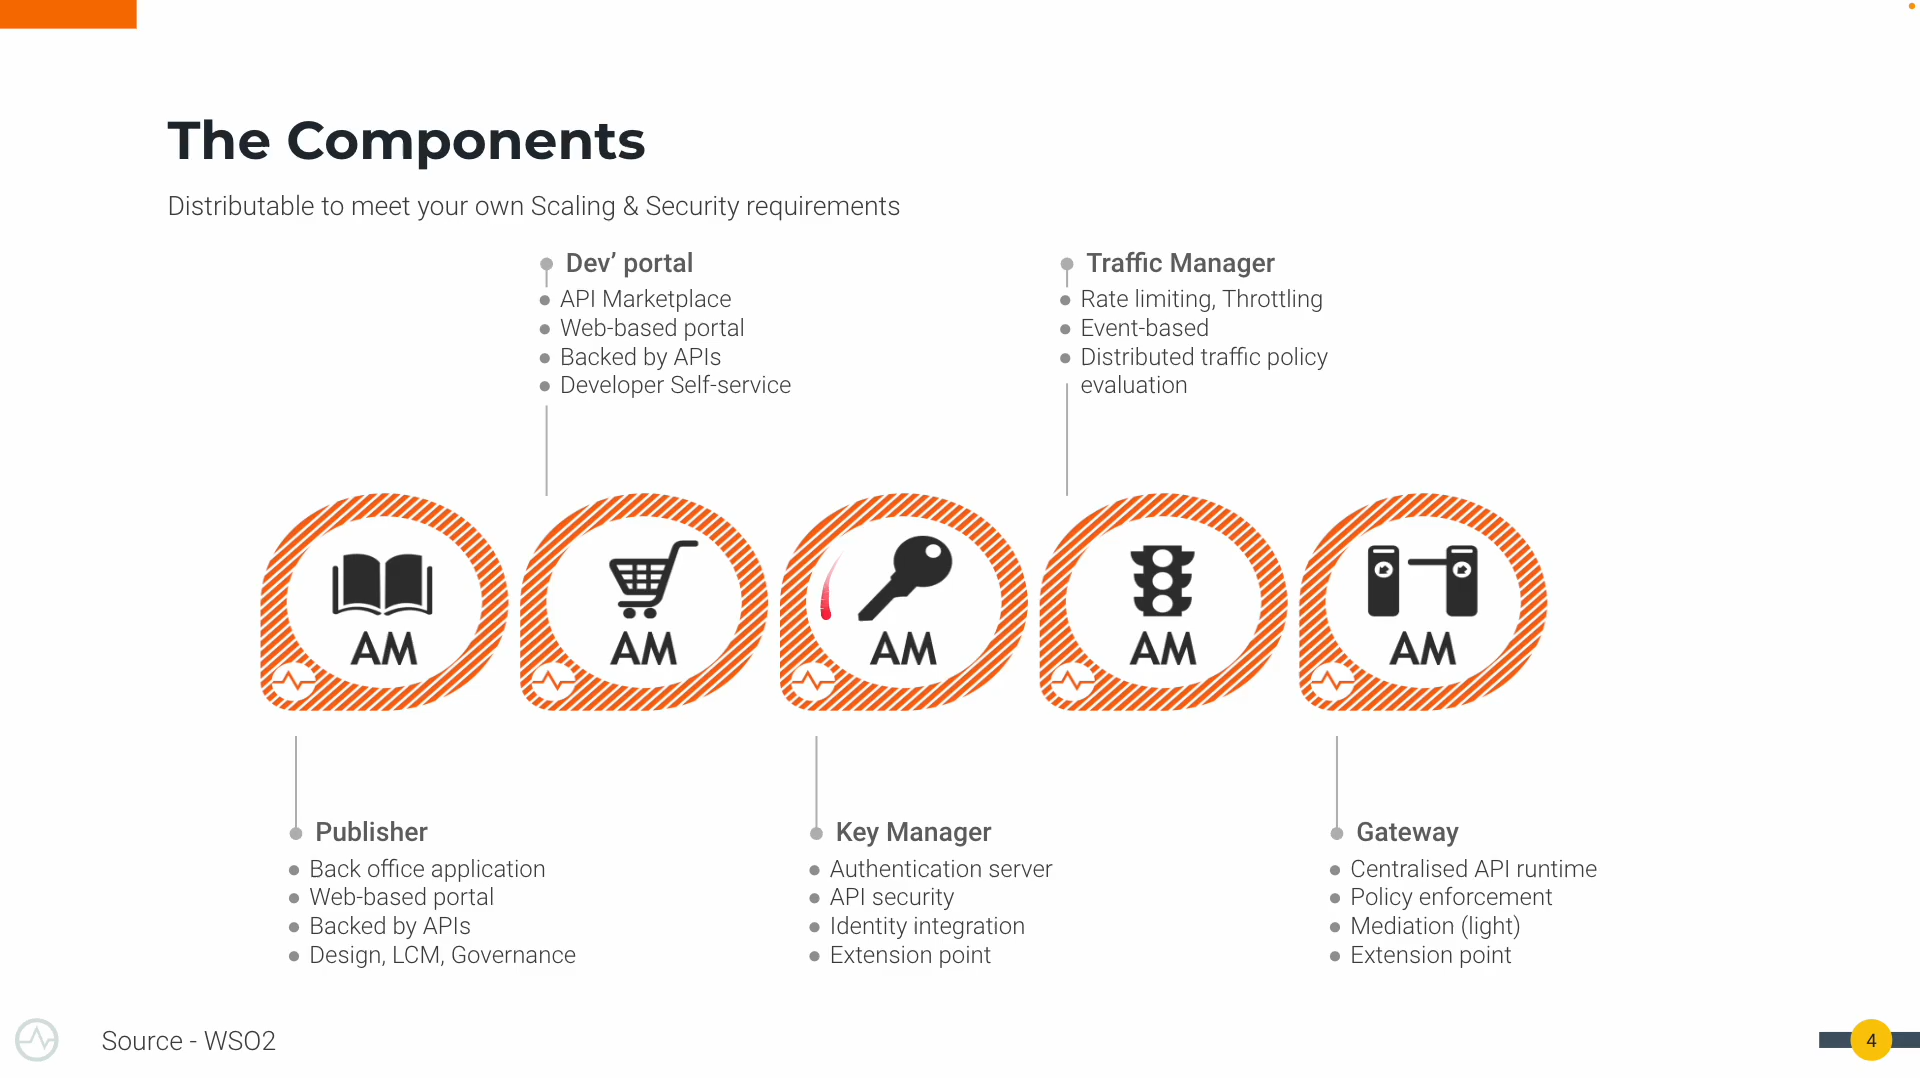 The Components
Distributable to meet your own Scaling & Security requirements
Dev’ portal
API Marketplace
Web-based portal
Backed by APIs
Developer Self-service
Traffic Manager
Rate limiting, Throttling
Event-based
Distributed traffic policy
evaluation
AM
AM
AM
AM
AM
Publisher
Back office application
Web-based portal
Backed by APIs
Design, LCM, Governance
Key Manager
Authentication server
API security
Identity integration
Extension point
Gateway
Centralised API runtime
Policy enforcement
Mediation (light)
Extension point
Source - WSO2
4